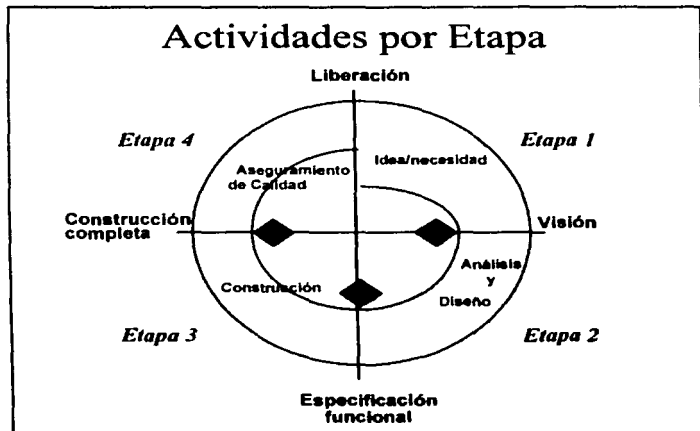 Actividades por Etapa
Liberación
Etapa 4
Etapa 1
Idea/necesidad
Aseguramiento
de Calidad
Construcción
completa
Visión
Análisis
y
Diseño
Construcción
Etapa 3
Etapa 2
Especificación
funcional